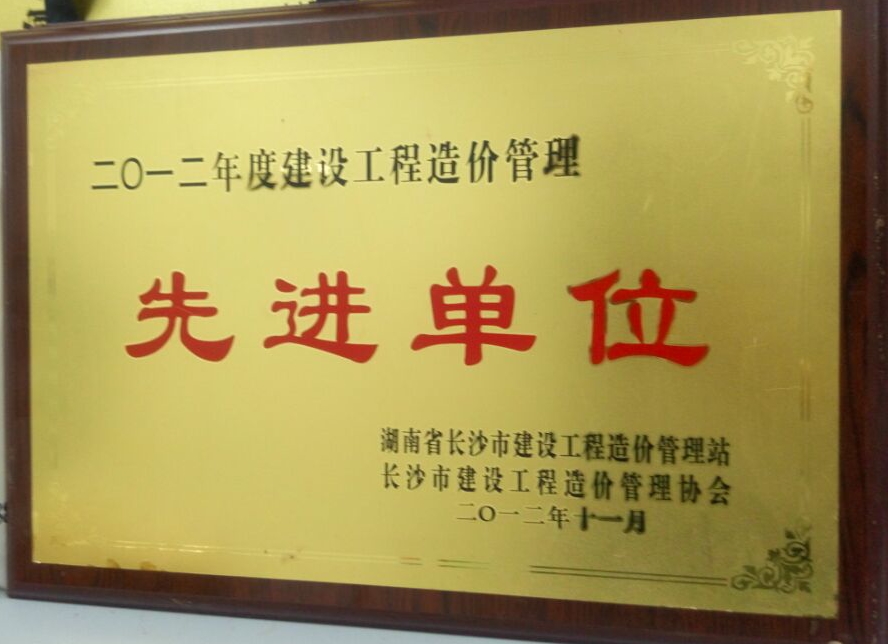 二〇一二年度建设工程造价管理
先进单位
湖南省长沙市建设工程造价管理站
长沙市建设工程造价管理协会
二〇一二年十一月